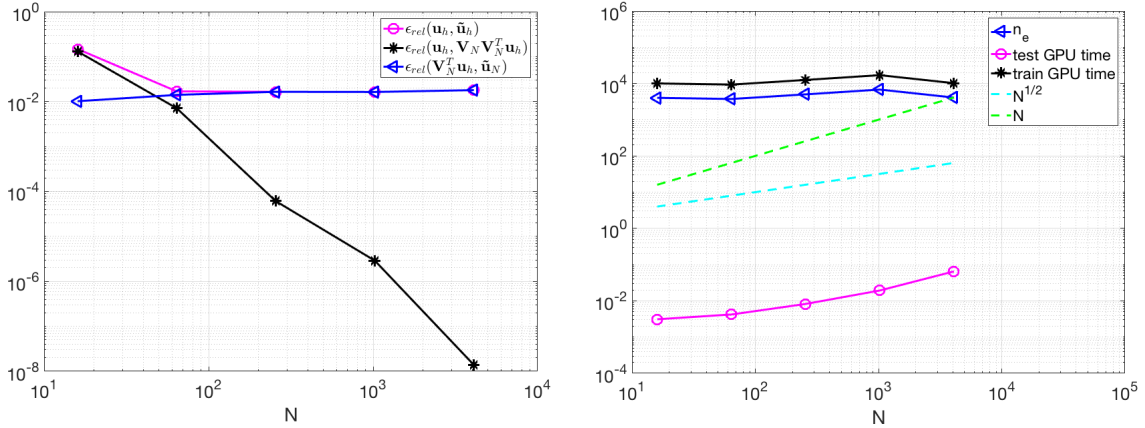 10^0
10^-2
10^-4
10^-6
10^-8
10^1
10^2
10^3
10^4
N
ϵ_rel(u_h, ũ_h)
ϵ_rel(u_h, V_N V_N^T u_h)
ϵ_rel(V_N^T u_h, ũ_N)
10^6
10^4
10^2
10^0
10^-2
10^-4
10^1
10^2
10^3
10^4
10^5
N
n_e
test GPU time
train GPU time
N^1/2
N